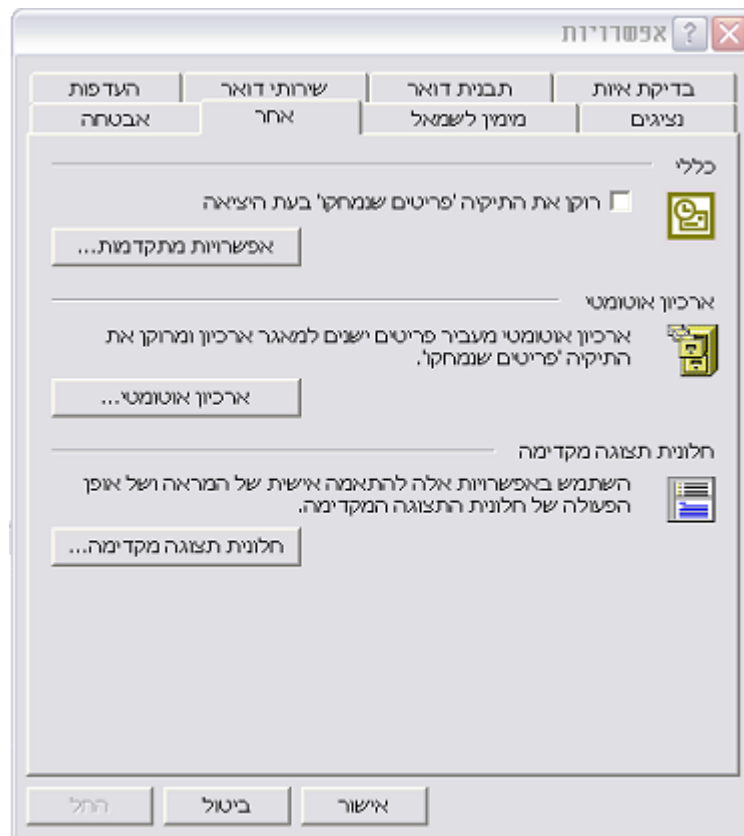 אפשרויות
העדפות
שירותי דואר
תבנית דואר
בדיקת איות
אבטחה
אחר
מימין לשמאל
נציגים
כללי
רוקן את התיקיה 'פריטים שנמחקו' בעת היציאה
אפשרויות מתקדמות...
ארכיון אוטומטי
ארכיון אוטומטי מעביר פריטים ישנים למאגר ארכיון ומרוקן את
התיקיה 'פריטים שנמחקו'.
ארכיון אוטומטי...
חלונית תצוגה מקדימה
השתמש באפשרויות אלה להתאמה אישית של המראה ושל אופן
הפעולה של חלונית התצוגה המקדימה.
חלונית תצוגה מקדימה...
אישור
ביטול
החל